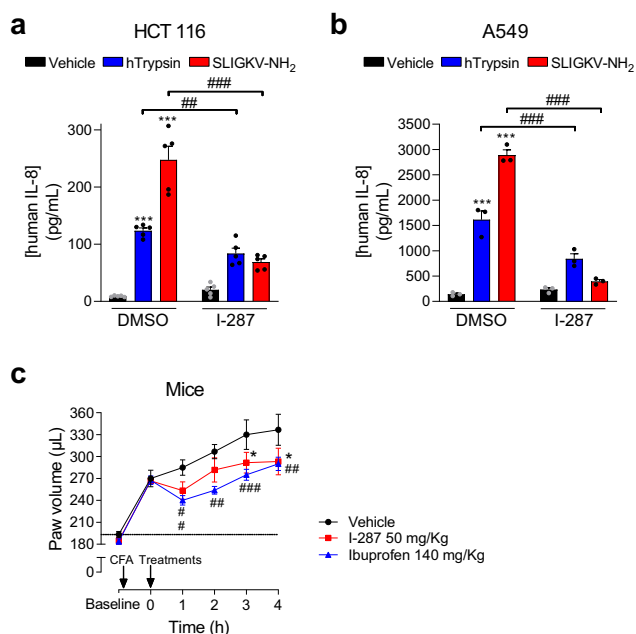 a
HCT 116
Vehicle hTrypsin SLIGKV-NH2
###
##
***
***
300
200
100
0
[human IL-8]
(pg/mL)
DMSO I-287
b
A549
Vehicle hTrypsin SLIGKV-NH2
###
###
***
***
3500
3000
2500
2000
1500
1000
500
0
[human IL-8]
(pg/mL)
DMSO I-287
c
Mice
360
330
300
270
240
210
180
0
Paw volume (µL)
*
*
##
###
##
#
#
CFA Treatments
Baseline 0 1 2 3 4
Time (h)
Vehicle
I-287 50 mg/Kg
Ibuprofen 140 mg/Kg